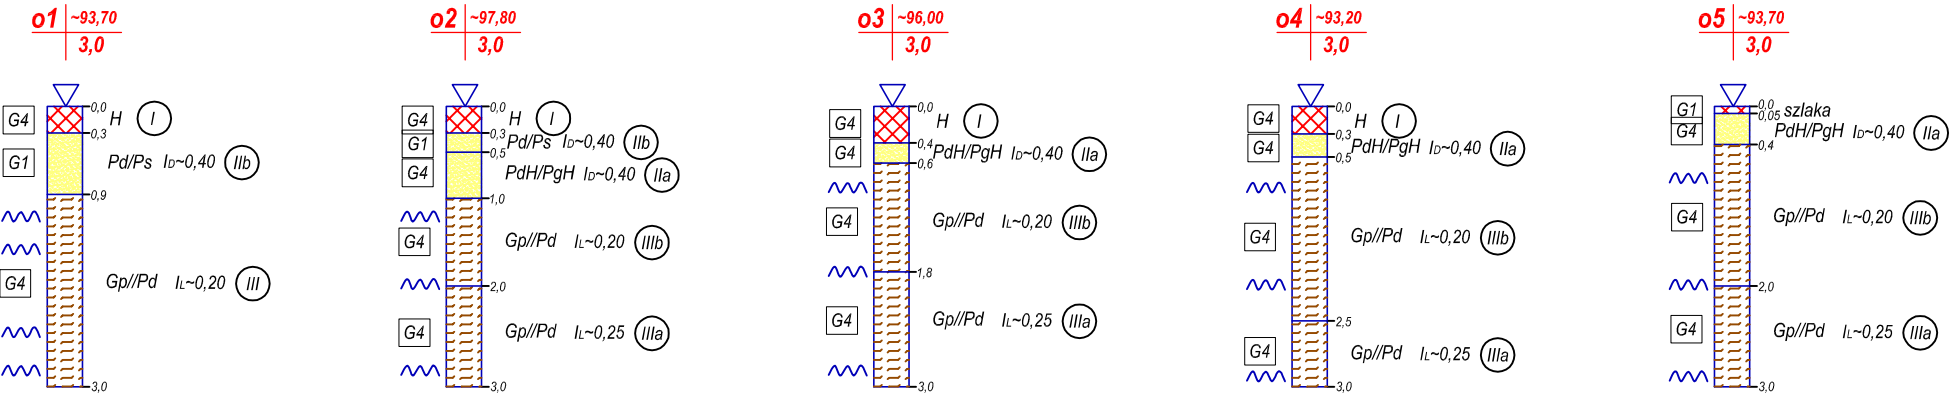 o1 ~93,70
3,0
0,0
G4 H I
0,3
G1 Pd/Ps ID~0,40 IIb
0,9
G4 Gp//Pd IL~0,20 III
3,0
o2 ~97,80
3,0
0,0
G4 H I
0,3
G1 Pd/Ps ID~0,40 IIb
0,5
G4 PdH/PgH ID~0,40 IIa
1,0
G4 Gp//Pd IL~0,20 IIIb
2,0
G4 Gp//Pd IL~0,25 IIIa
3,0
o3 ~96,00
3,0
0,0
G4 H I
0,4
G4 PdH/PgH ID~0,40 IIa
0,6
G4 Gp//Pd IL~0,20 IIIb
1,8
G4 Gp//Pd IL~0,25 IIIa
3,0
o4 ~93,20
3,0
0,0
G4 H I
0,3
G4 PdH/PgH ID~0,40 IIa
0,5
G4 Gp//Pd IL~0,20 IIIb
2,5
G4 Gp//Pd IL~0,25 IIIa
3,0
o5 ~93,70
3,0
0,0
G1 szlaka
0,05
G4 PdH/PgH ID~0,40 IIa
0,4
G4 Gp//Pd IL~0,20 IIIb
2,0
G4 Gp//Pd IL~0,25 IIIa
3,0